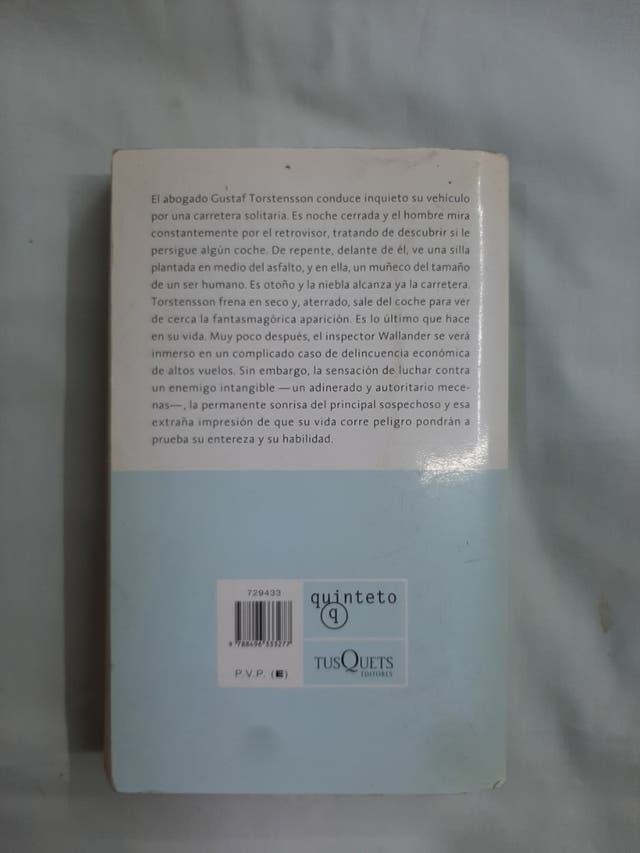 El abogado Gustaf Torstensson conduce inquieto su vehículo
por una carretera solitaria. Es noche cerrada y el hombre mira
constantemente por el retrovisor, tratando de descubrir si le
persigue algún coche. De repente, delante de él, ve una silla
plantada en medio del asfalto, y en ella, un muñeco del tamaño
de un ser humano. Es otoño y la niebla alcanza ya la carretera.
Torstensson frena en seco y, aterrado, sale del coche para ver
de cerca la fantasmagórica aparición. Es lo último que hace
en su vida. Muy poco después, el inspector Wallander se verá
inmerso en un complicado caso de delincuencia económica
de altos vuelos. Sin embargo, la sensación de luchar contra
un enemigo intangible —un adinerado y autoritario mece-
nas—, la permanente sonrisa del principal sospechoso y esa
extraña impresión de que su vida corre peligro pondrán a
prueba su entereza y su habilidad.
729433
9 788496 333277
P.V.P. (E)
quinteto
q
TUSQUETS
EDITORES